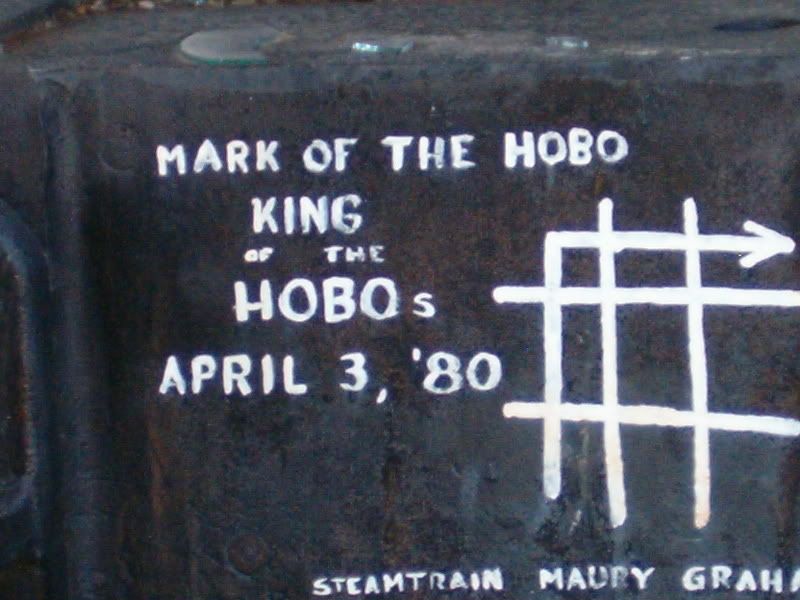 MARK OF THE HOBO
KING
OF THE
HOBOs
APRIL 3, '80
STEAMTRAIN MAURY GRAHA